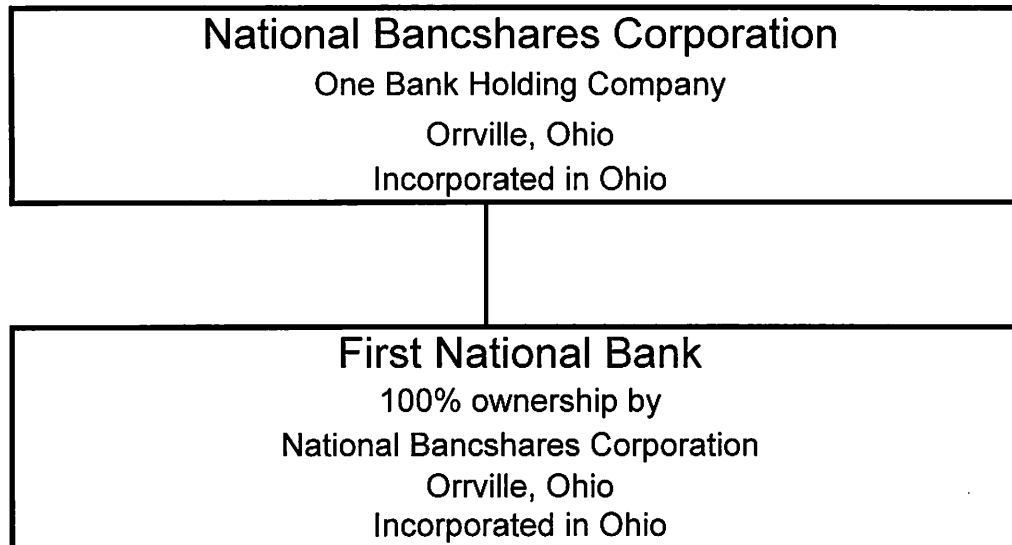 National Bancshares Corporation
One Bank Holding Company
Orrville, Ohio
Incorporated in Ohio
First National Bank
100% ownership by
National Bancshares Corporation
Orrville, Ohio
Incorporated in Ohio